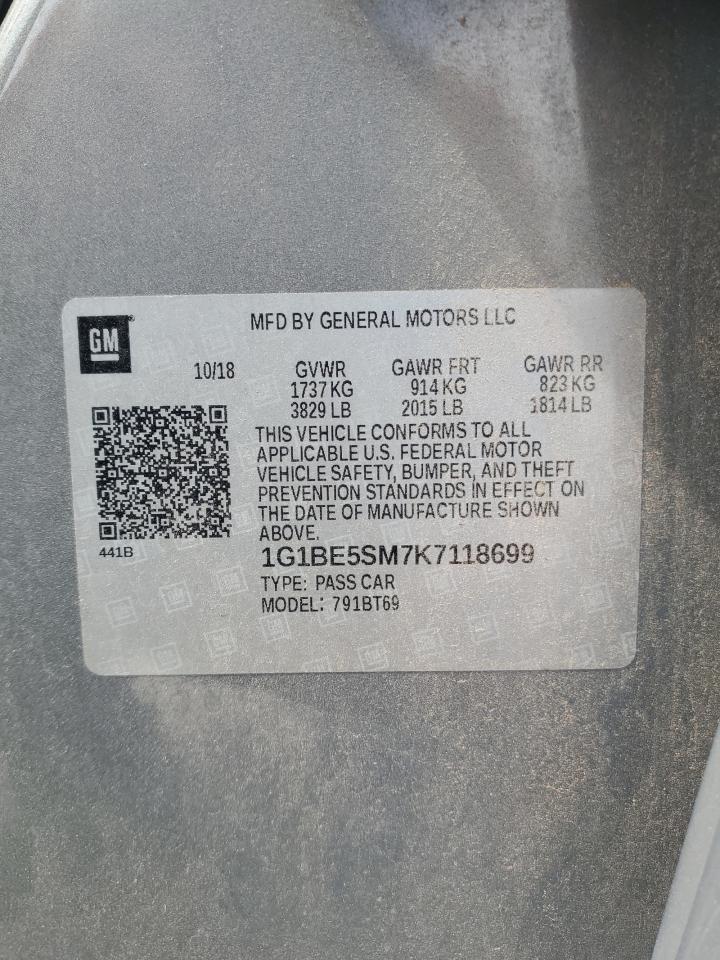 GM
MFD BY GENERAL MOTORS LLC
10/18 GVWR GAWR FRT GAWR RR
1737 KG 914 KG 823 KG
3829 LB 2015 LB 1814 LB
THIS VEHICLE CONFORMS TO ALL
APPLICABLE U.S. FEDERAL MOTOR
VEHICLE SAFETY, BUMPER, AND THEFT
PREVENTION STANDARDS IN EFFECT ON
THE DATE OF MANUFACTURE SHOWN
ABOVE.
441B
1G1BE5SM7K7118699
TYPE: PASS CAR
MODEL: 791BT69